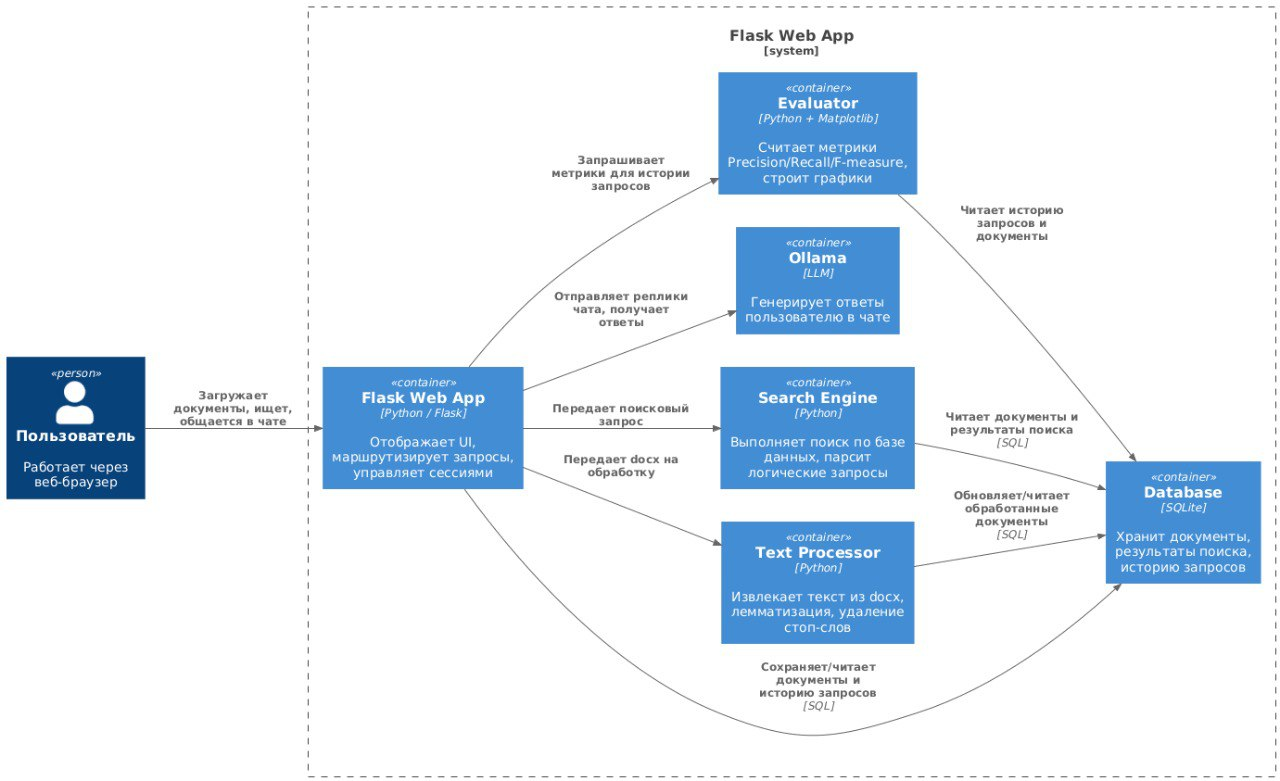 Flask Web App
[system]
«container»
Evaluator
[Python + Matplotlib]
Считает метрики
Precision/Recall/F-measure,
строит графики
Запрашивает
метрики для истории
запросов
Читает историю
запросов и
документы
«container»
Ollama
[LLM]
Генерирует ответы
пользователю в чате
Отправляет реплики
чата, получает
ответы
«person»
Пользователь
Работает через
веб-браузер
Загружает
документы, ищет,
общается в чате
«container»
Flask Web App
[Python / Flask]
Отображает UI,
маршрутизирует запросы,
управляет сессиями
Передает поисковый
запрос
«container»
Search Engine
[Python]
Выполняет поиск по базе
данных, парсит
логические запросы
Читает документы и
результаты поиска
[SQL]
Передает docx на
обработку
«container»
Text Processor
[Python]
Извлекает текст из docx,
лемматизация, удаление
стоп-слов
Обновляет/читает
обработанные
документы
[SQL]
«container»
Database
[SQLite]
Хранит документы,
результаты поиска,
историю запросов
Сохраняет/читает
документы и
историю запросов
[SQL]